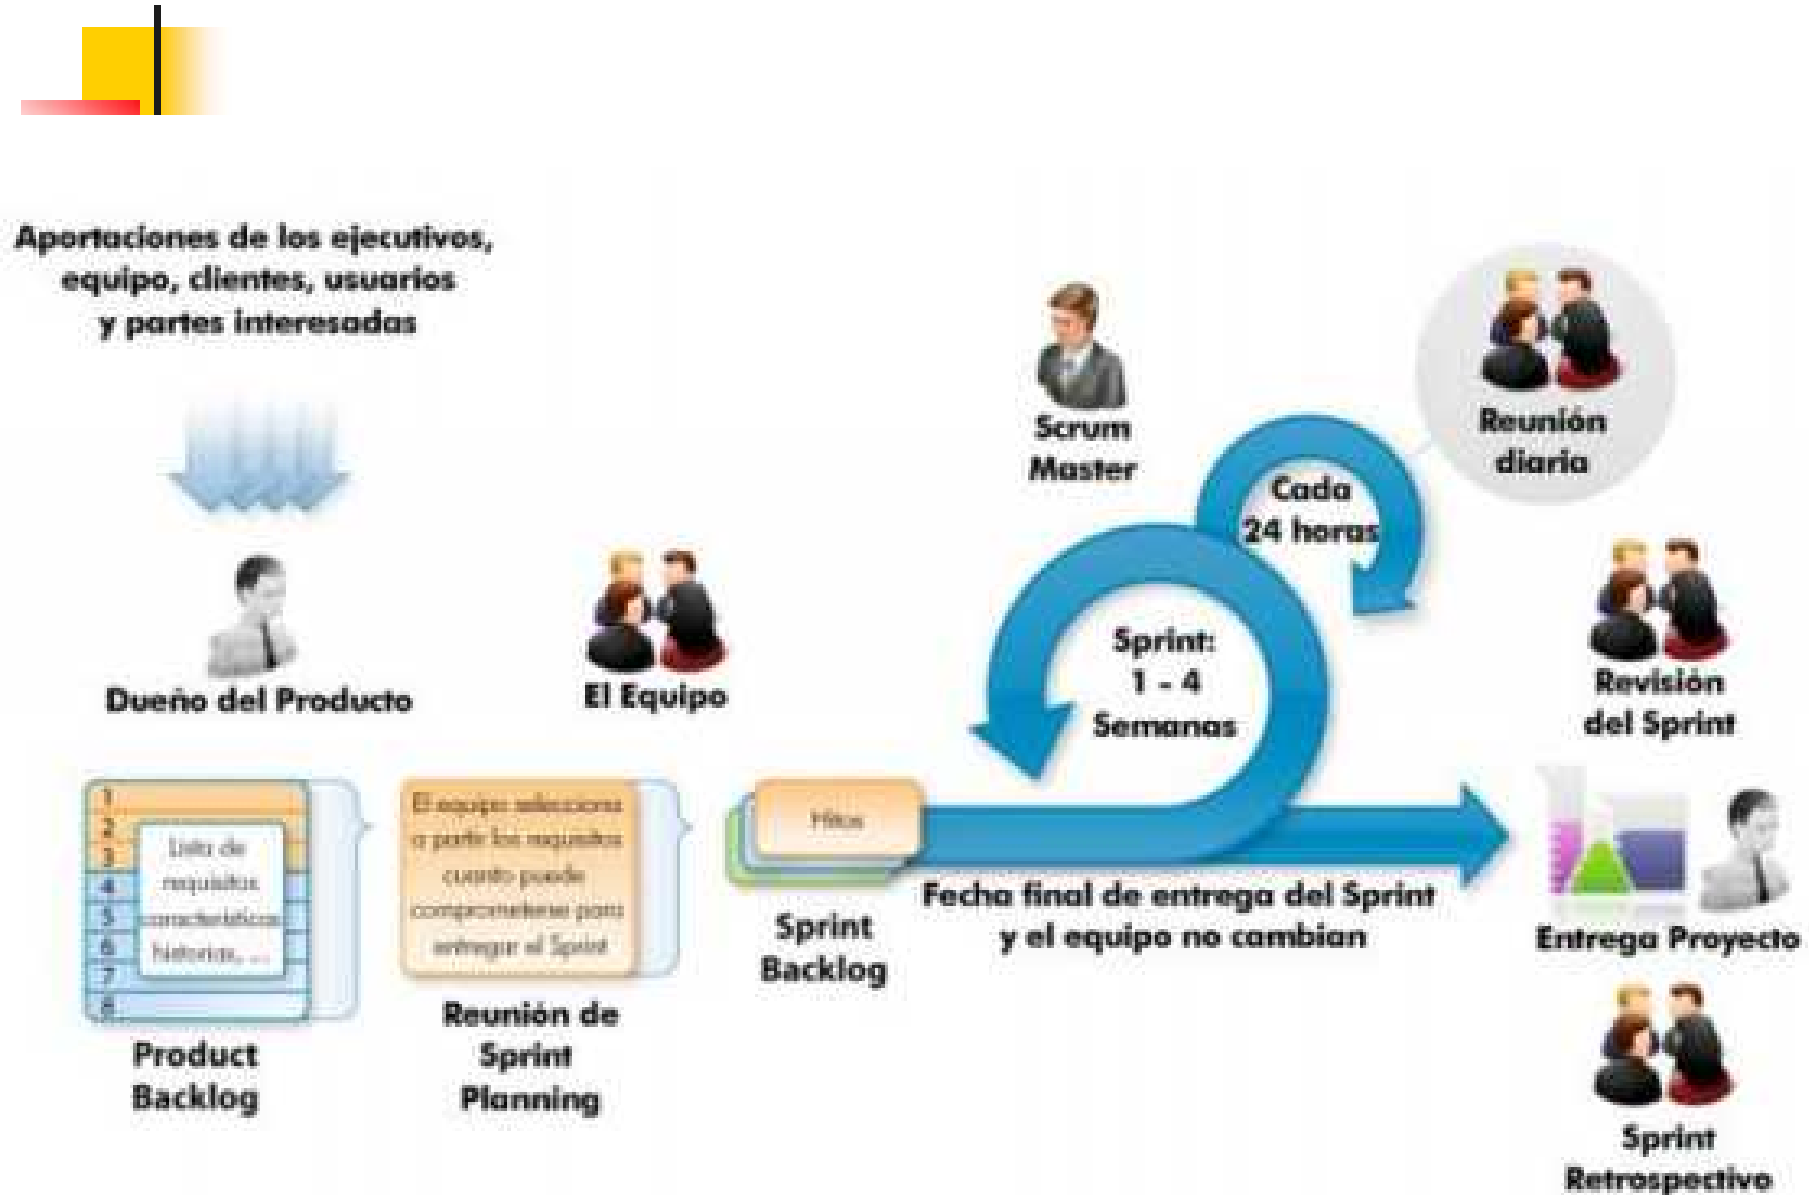 Aportaciones de los ejecutivos,
equipo, clientes, usuarios
y partes interesadas
Dueño del Producto
El Equipo
Scrum
Master
Cada
24 horas
Reunión
diaria
Sprint:
1 - 4
Semanas
Revisión
del Sprint
1
2
3
4
5
6
7
8
Lista de
requisitos
características
historias, ...
Product
Backlog
El equipo selecciona
a partir los requisitos
cuanto puede
comprometerse para
entregar el Sprint
Reunión de
Sprint
Planning
Hitos
Sprint
Backlog
Fecha final de entrega del Sprint
y el equipo no cambian
Entrega Proyecto
Sprint
Retrospectivo